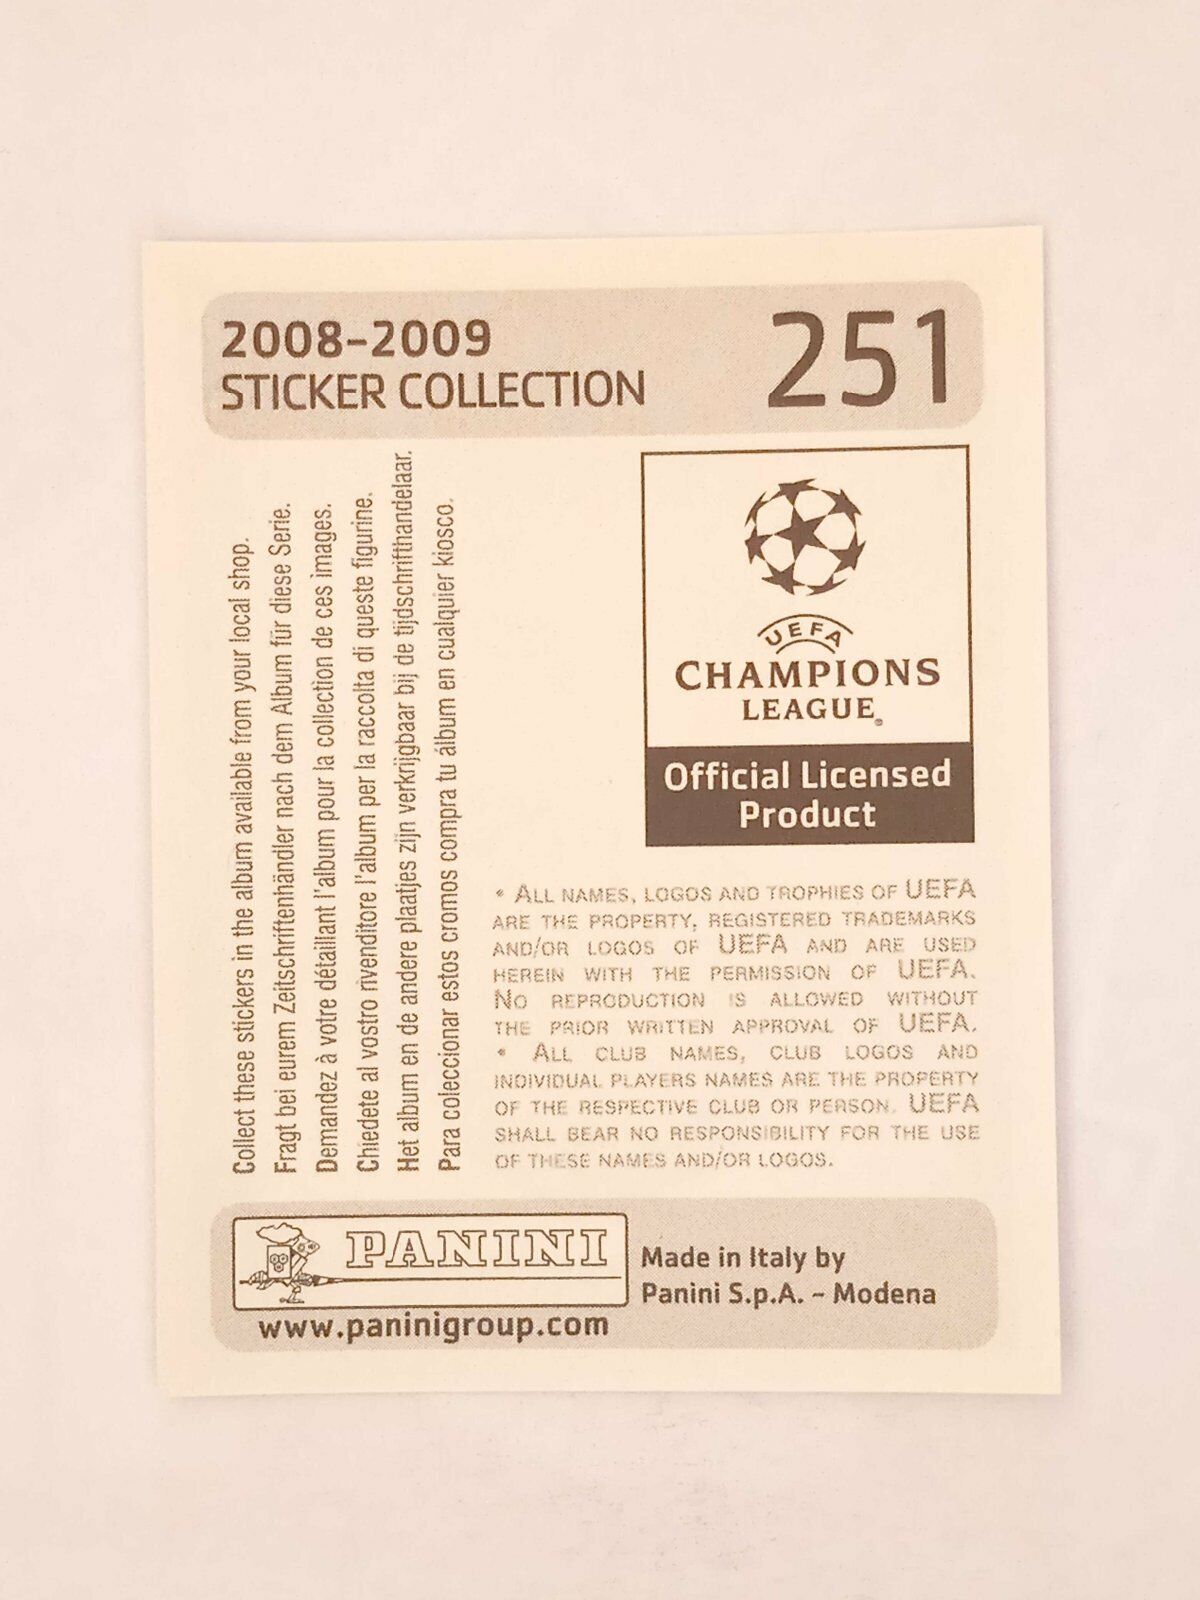 2008-2009
STICKER COLLECTION
251
Collect these stickers in the album available from your local shop.
Fragt bei eurem Zeitschriftenhändler nach dem Album für diese Serie.
Demandez à votre détaillant l'album pour la collection de ces images.
Chiedete al vostro rivenditore l'album per la raccolta di queste figurine.
Het album en de andere plaatjes zijn verkrijgbaar bij de tijdschrifthandelaar.
Para coleccionar estos cromos compra tu álbum en cualquier kiosco.
UEFA
CHAMPIONS
LEAGUE®
Official Licensed
Product
• ALL NAMES, LOGOS AND TROPHIES OF UEFA
ARE THE PROPERTY, REGISTERED TRADEMARKS
AND/OR LOGOS OF UEFA AND ARE USED
HEREIN WITH THE PERMISSION OF UEFA.
NO REPRODUCTION IS ALLOWED WITHOUT
THE PRIOR WRITTEN APPROVAL OF UEFA.
• ALL CLUB NAMES, CLUB LOGOS AND
INDIVIDUAL PLAYERS NAMES ARE THE PROPERTY
OF THE RESPECTIVE CLUB OR PERSON. UEFA
SHALL BEAR NO RESPONSIBILITY FOR THE USE
OF THESE NAMES AND/OR LOGOS.
PANINI
www.paninigroup.com
Made in Italy by
Panini S.p.A. - Modena